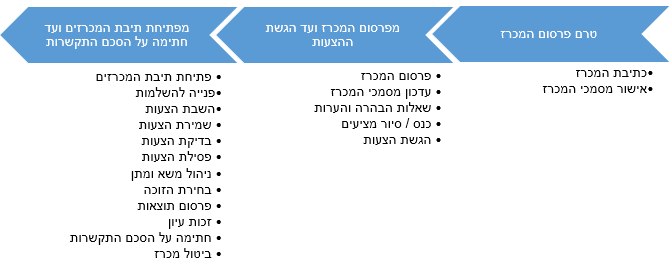 טרם פרסום המכרז
•כתיבת המכרז
•אישור מסמכי המכרז
מפרסום המכרז ועד הגשת
ההצעות
• פרסום המכרז
• עדכון מסמכי המכרז
• שאלות הבהרה והערות
• כנס / סיור מציעים
• הגשת הצעות
מפתיחת תיבת המכרזים ועד
חתימה על הסכם התקשרות
• פתיחת תיבת המכרזים
•פנייה להשלמות
•השבת הצעות
• שמירת הצעות
• בדיקת הצעות
• פסילת הצעות
• ניהול משא ומתן
• בחירת הזוכה
• פרסום תוצאות
• זכות עיון
• חתימה על הסכם התקשרות
• ביטול מכרז